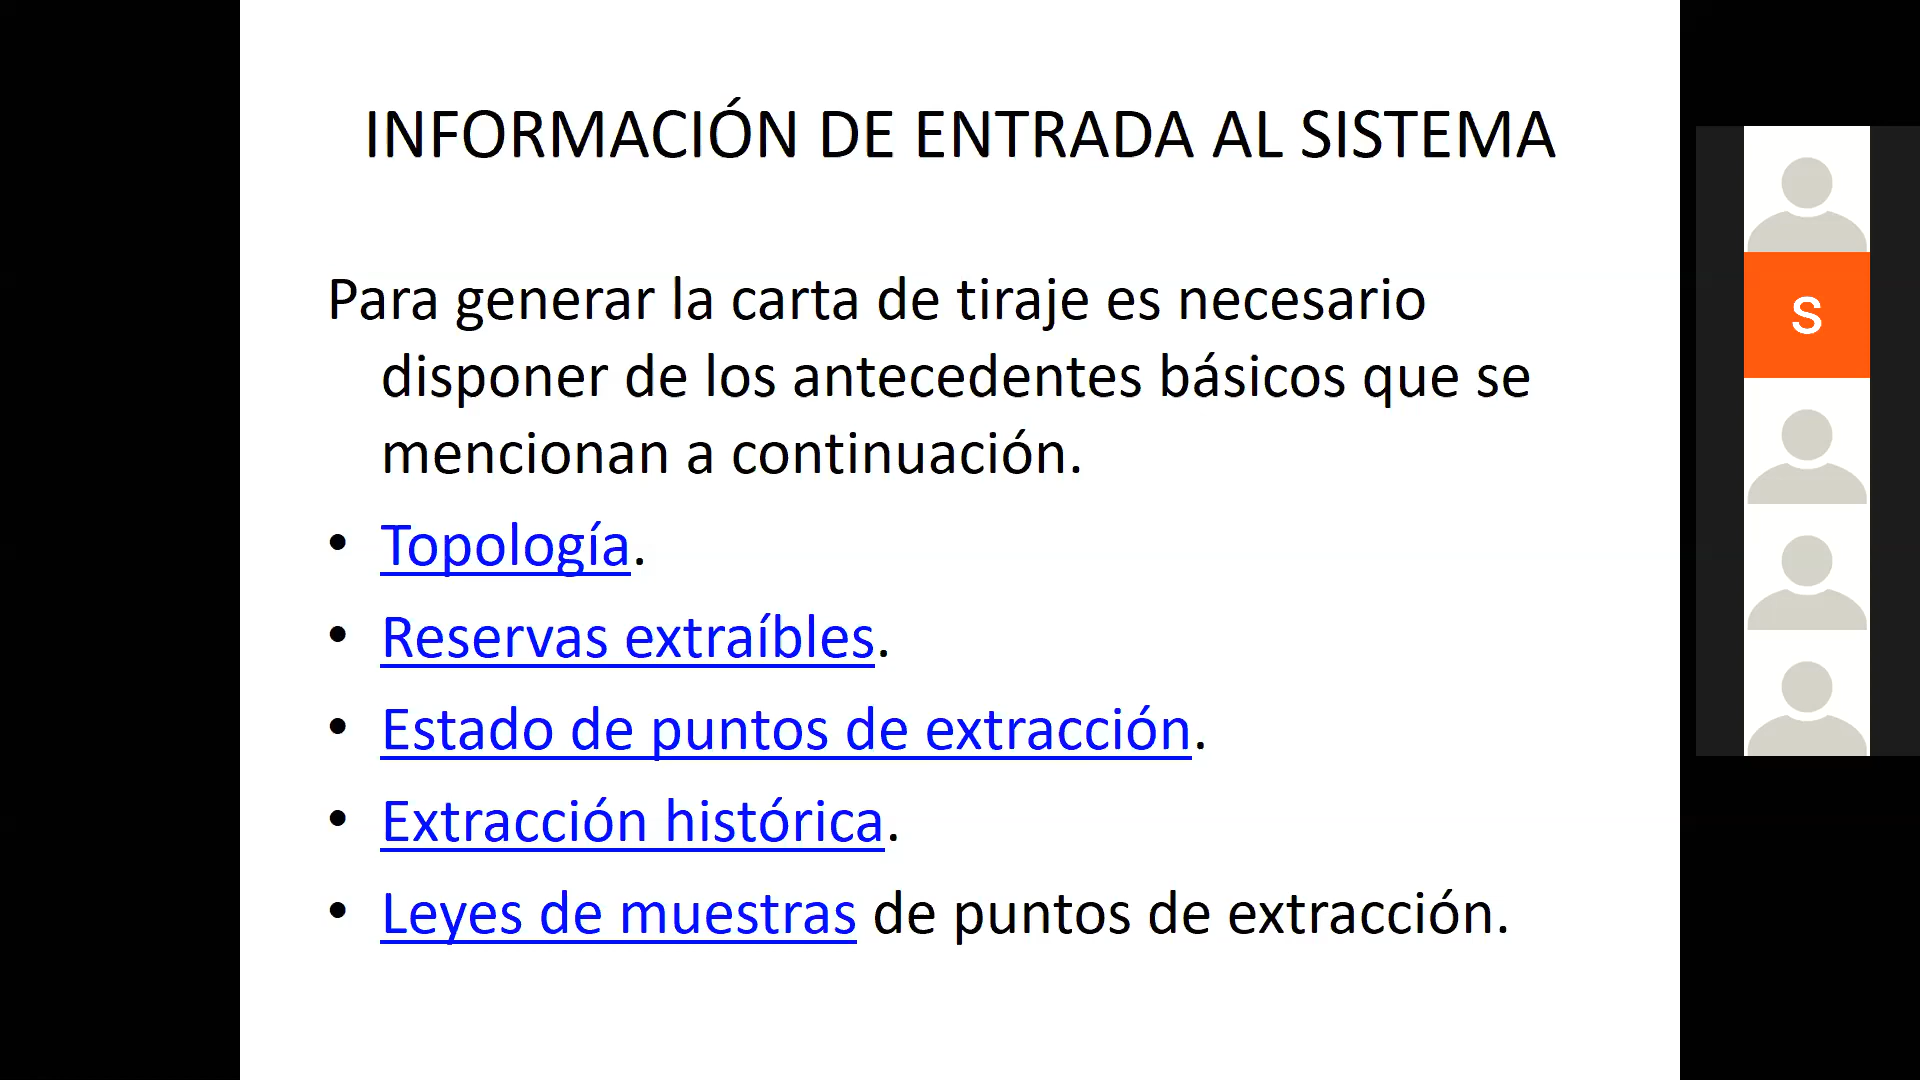 INFORMACIÓN DE ENTRADA AL SISTEMA
Para generar la carta de tiraje es necesario
disponer de los antecedentes básicos que se
mencionan a continuación.
• Topología.
• Reservas extraíbles.
• Estado de puntos de extracción.
• Extracción histórica.
• Leyes de muestras de puntos de extracción.
S